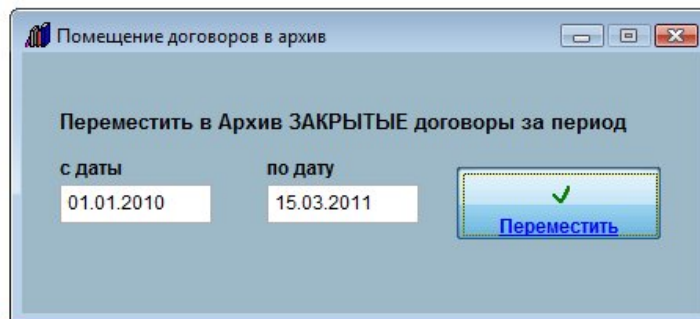 Помещение договоров в архив
Переместить в Архив ЗАКРЫТЫЕ договоры за период
с даты по дату
01.01.2010 15.03.2011
Переместить